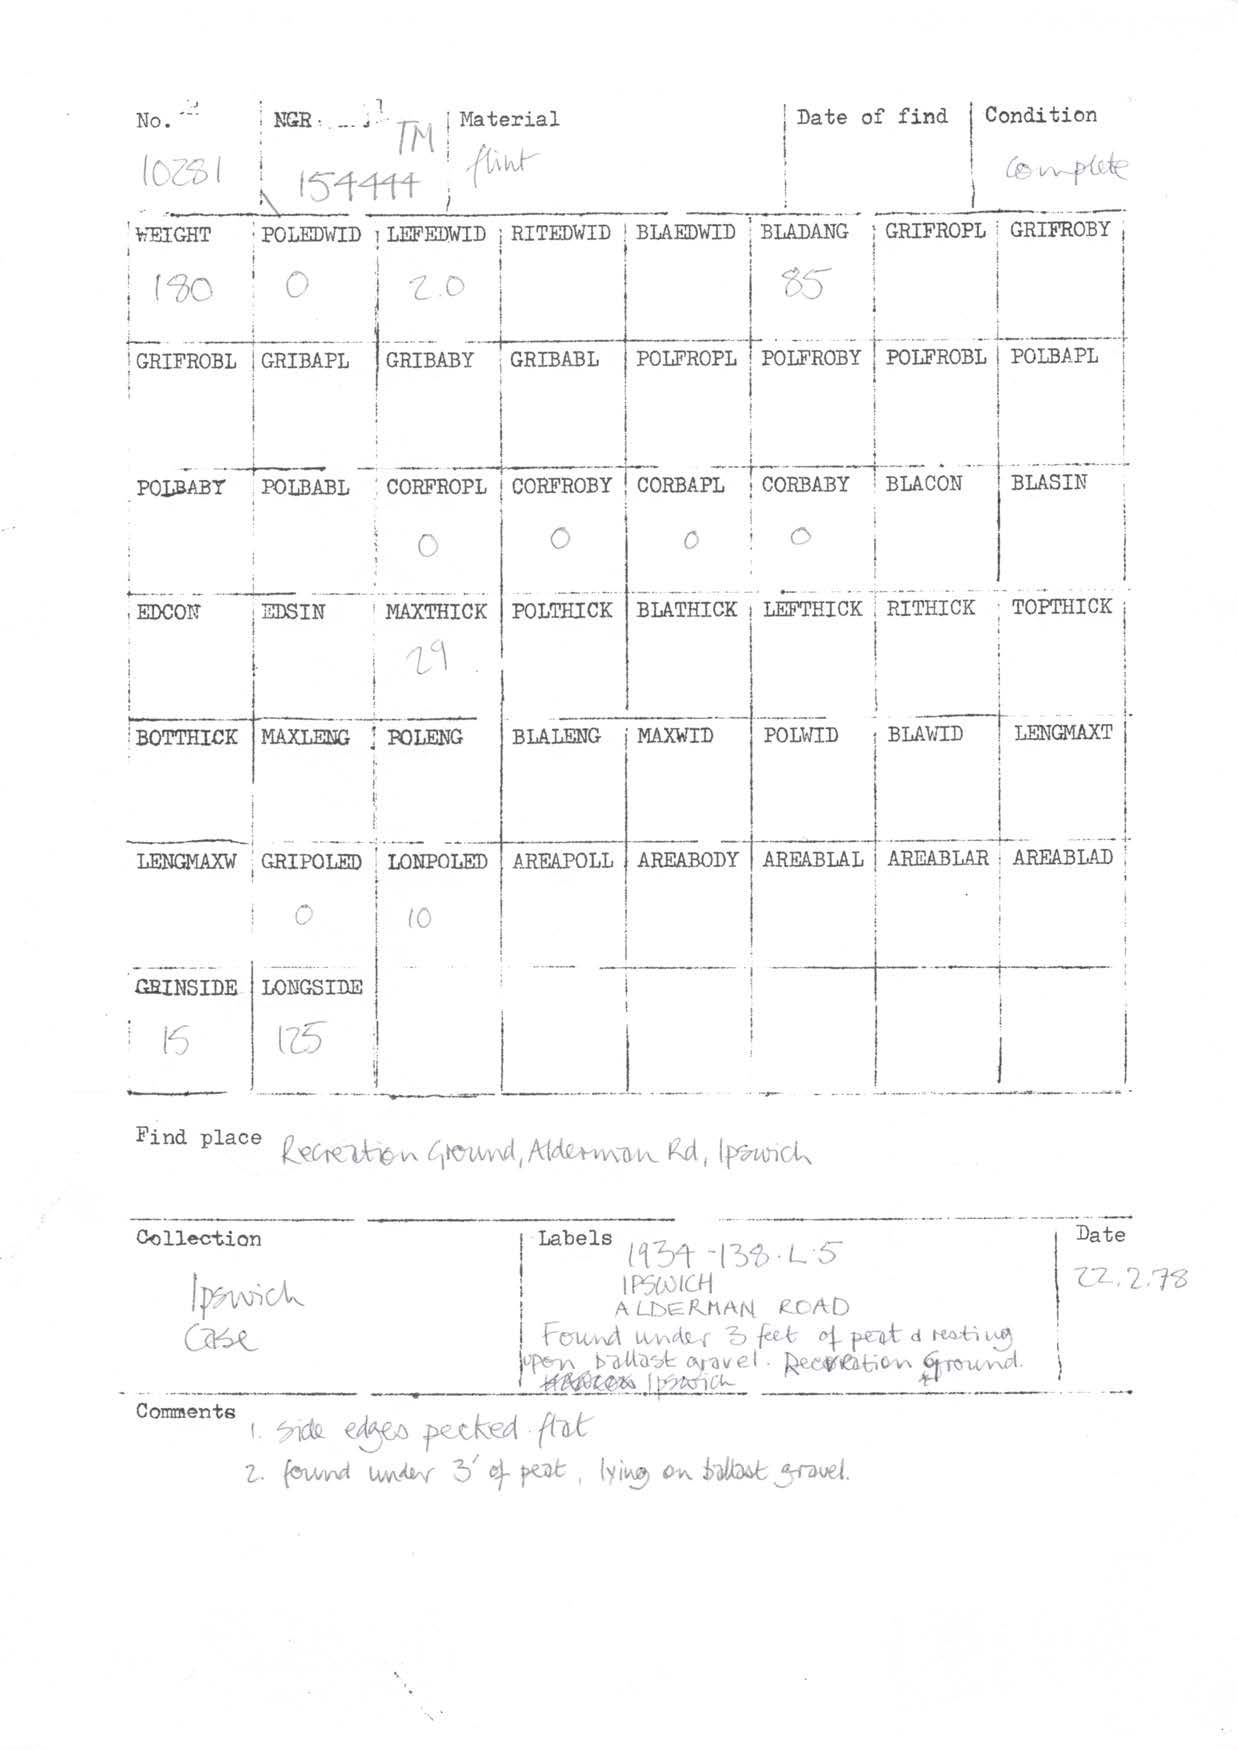 No. NGR TM Material Date of find Condition
10281 154444 flint complete
WEIGHT POLEDWID LEFEDWID RITEDWID BLAEDWID BLADANG GRIFROPL GRIFROBY
180 0 2.0 85
GRIFROBL GRIBAPL GRIBABY GRIBABL POLFROPL POLFROBY POLFROBL POLBAPL
POLBABY POLBABL CORFROPL CORFROBY CORBAPL CORBABY BLACON BLASIN
0 0 0 0
EDCON EDSIN MAXTHICK POLTHICK BLATHICK LEFTHICK RITHICK TOPTHICK
29
BOTTHICK MAXLENG POLENG BLALENG MAXWID POLWID BLAWID LENGMAXT
LENGMAXW GRIPOLED LONPOLED AREAPOLL AREABODY AREABLAL AREABLAR AREABLAD
0 10
GRINSIDE LONGSIDE
15 125
Find place Recreation Ground, Alderman Rd, Ipswich
Collection Labels 1934-138.L.5 Date
Ipswich IPSWICH 22.2.78
Case ALDERMAN ROAD
Found under 3 feet of peat & resting
upon ballast gravel. Recreation Ground.
Ipswich
Comments
1. side edges pecked flat
2. found under 3' of peat, lying on ballast gravel.